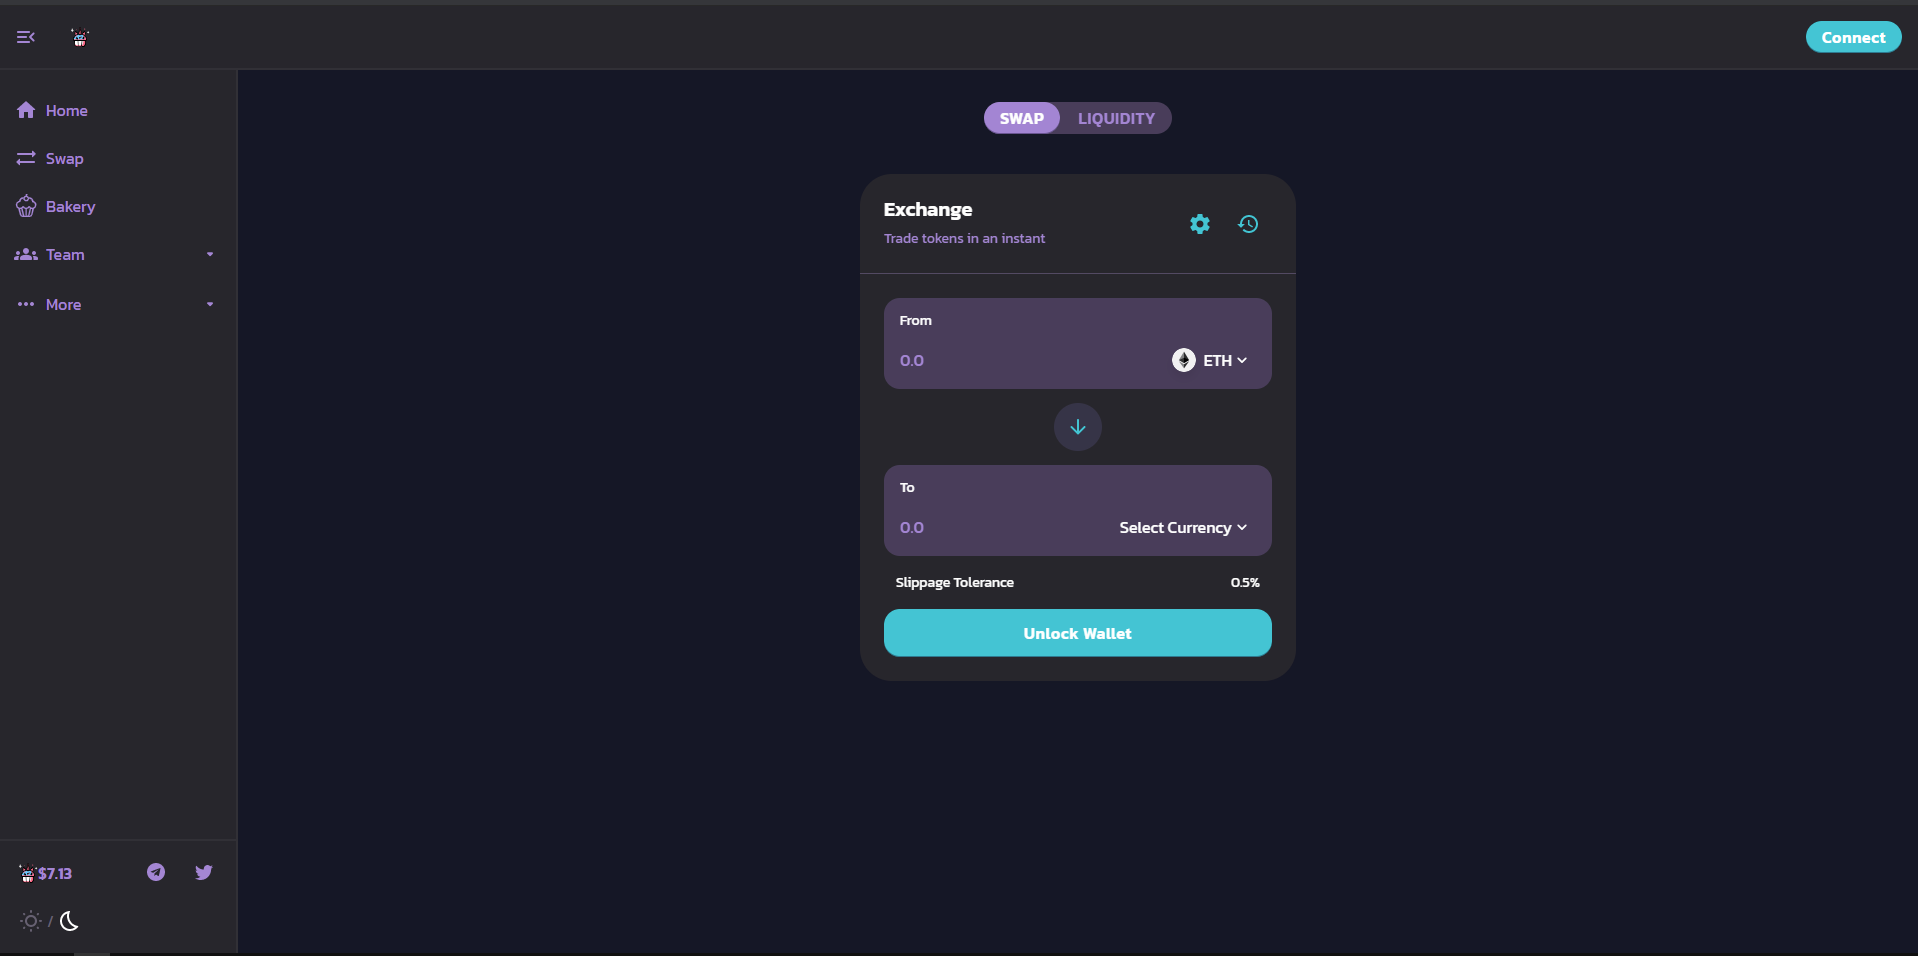 Connect
Home
Swap
Bakery
Team
More
SWAP LIQUIDITY
Exchange
Trade tokens in an instant
From
0.0 ETH
To
0.0 Select Currency
Slippage Tolerance 0.5%
Unlock Wallet
$7.13
/